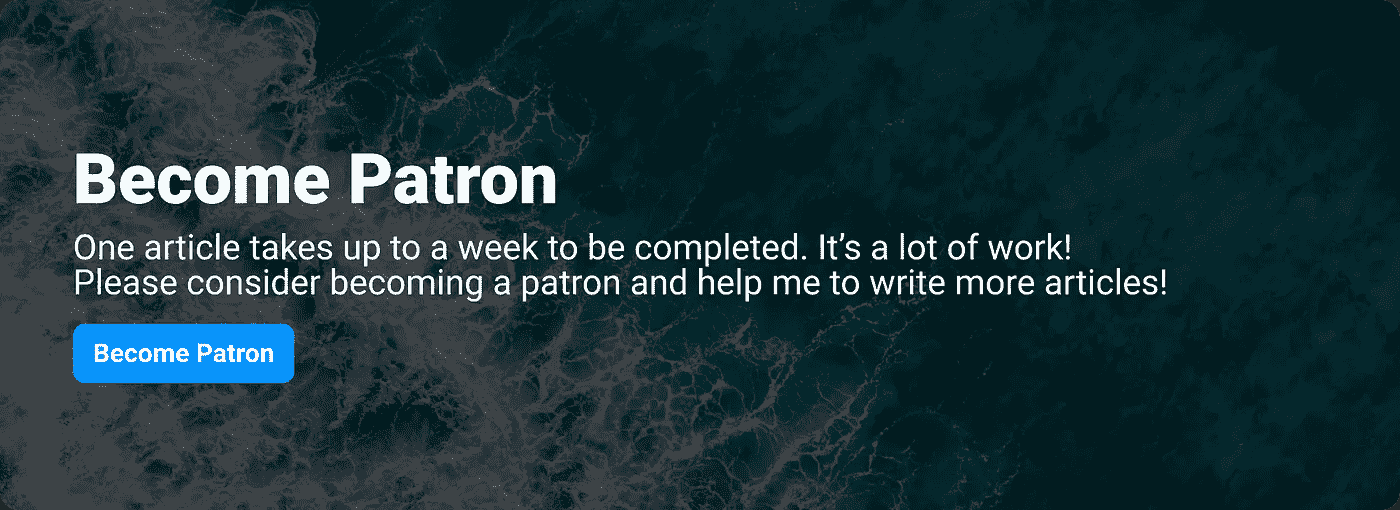 Become Patron
One article takes up to a week to be completed. It’s a lot of work!
Please consider becoming a patron and help me to write more articles!
Become Patron